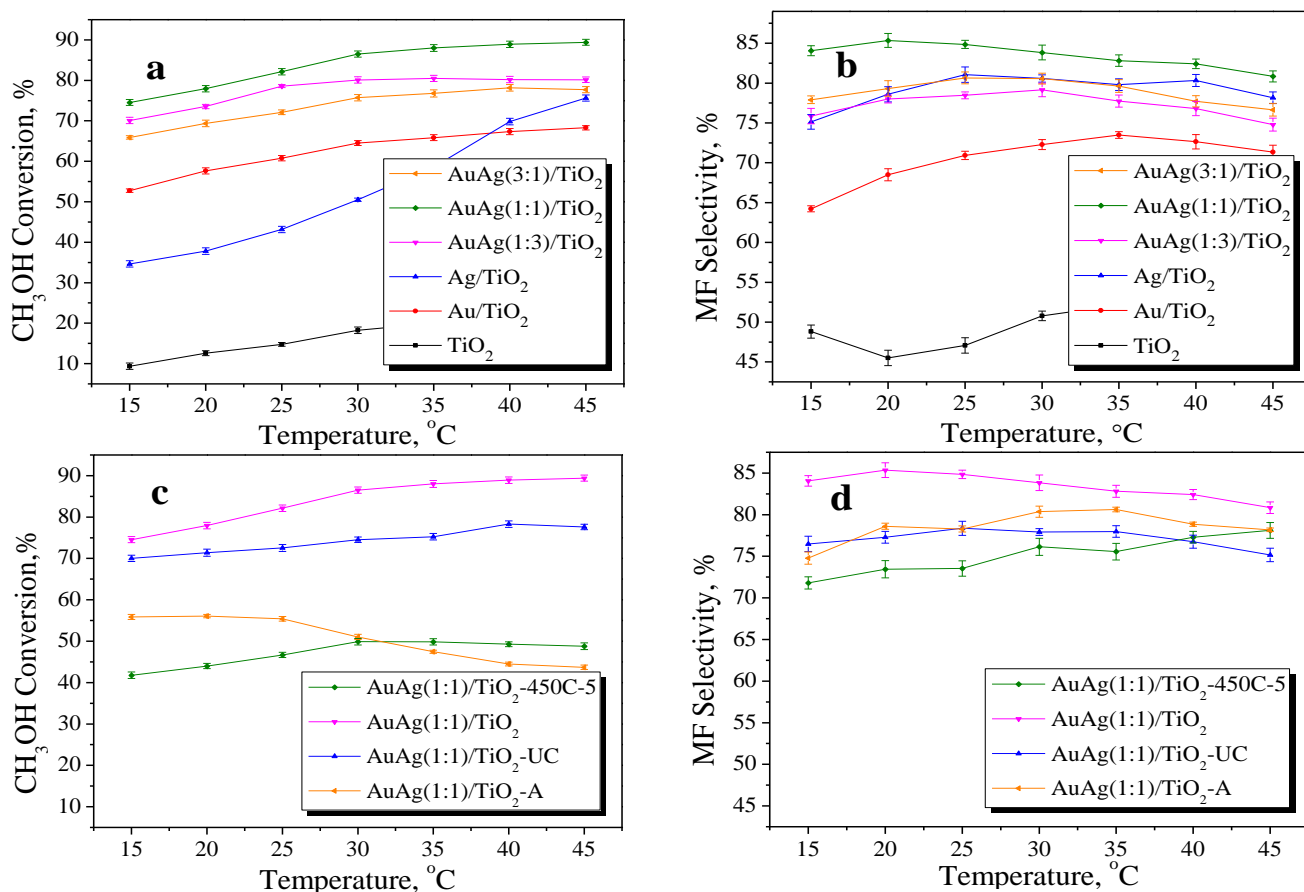 a
CH₃OH Conversion, %
90
80
70
60
50
40
30
20
10
AuAg(3:1)/TiO₂
AuAg(1:1)/TiO₂
AuAg(1:3)/TiO₂
Ag/TiO₂
Au/TiO₂
TiO₂
15 20 25 30 35 40 45
Temperature, °C
b
MF Selectivity, %
85
80
75
70
65
60
55
50
45
AuAg(3:1)/TiO₂
AuAg(1:1)/TiO₂
AuAg(1:3)/TiO₂
Ag/TiO₂
Au/TiO₂
TiO₂
15 20 25 30 35 40 45
Temperature, °C
c
CH₃OH Conversion,%
90
80
70
60
50
40
30
20
10
AuAg(1:1)/TiO₂-450C-5
AuAg(1:1)/TiO₂
AuAg(1:1)/TiO₂-UC
AuAg(1:1)/TiO₂-A
15 20 25 30 35 40 45
Temperature, °C
d
MF Selectivity, %
85
80
75
70
65
60
55
50
45
AuAg(1:1)/TiO₂-450C-5
AuAg(1:1)/TiO₂
AuAg(1:1)/TiO₂-UC
AuAg(1:1)/TiO₂-A
15 20 25 30 35 40 45
Temperature, °C